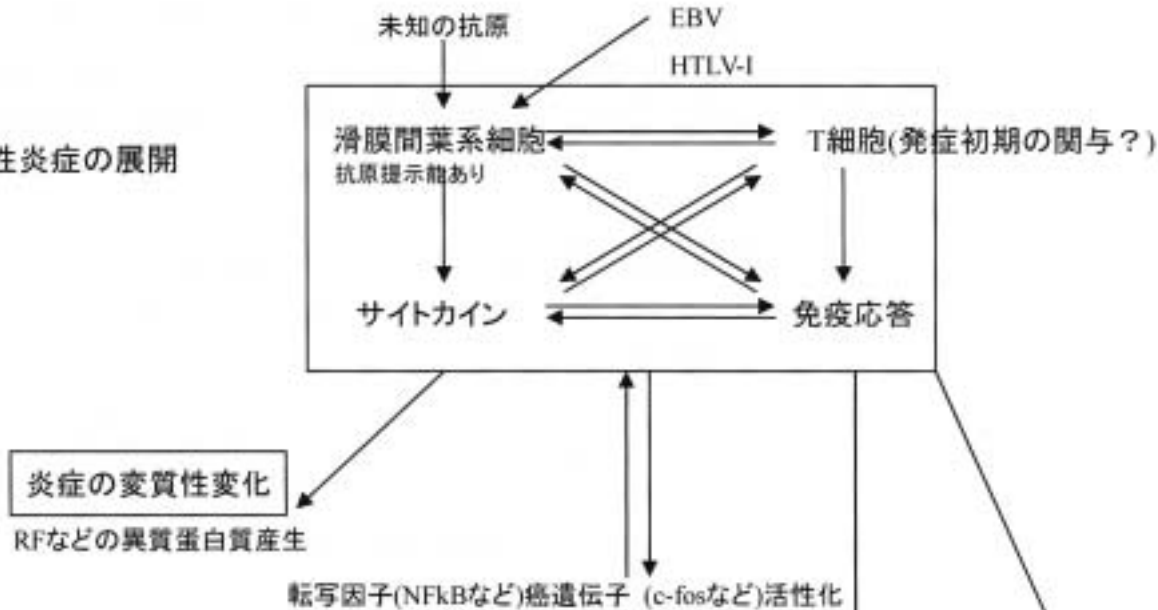 未知の抗原
EBV
HTLV-I
性炎症の展開
滑膜間葉系細胞
抗原提示能あり
T細胞(発症初期の関与？)
サイトカイン
免疫応答
炎症の変質性変化
RFなどの異質蛋白質産生
転写因子(NFkBなど)癌遺伝子 (c-fosなど)活性化